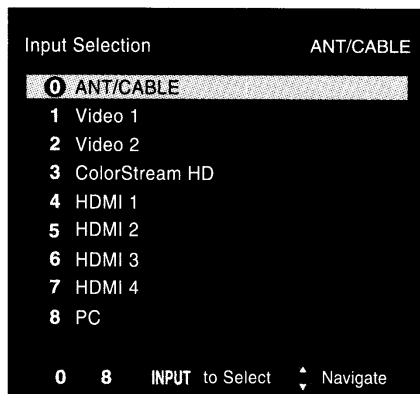 Input Selection ANT/CABLE
0 ANT/CABLE
1 Video 1
2 Video 2
3 ColorStream HD
4 HDMI 1
5 HDMI 2
6 HDMI 3
7 HDMI 4
8 PC
0 8 INPUT to Select Navigate